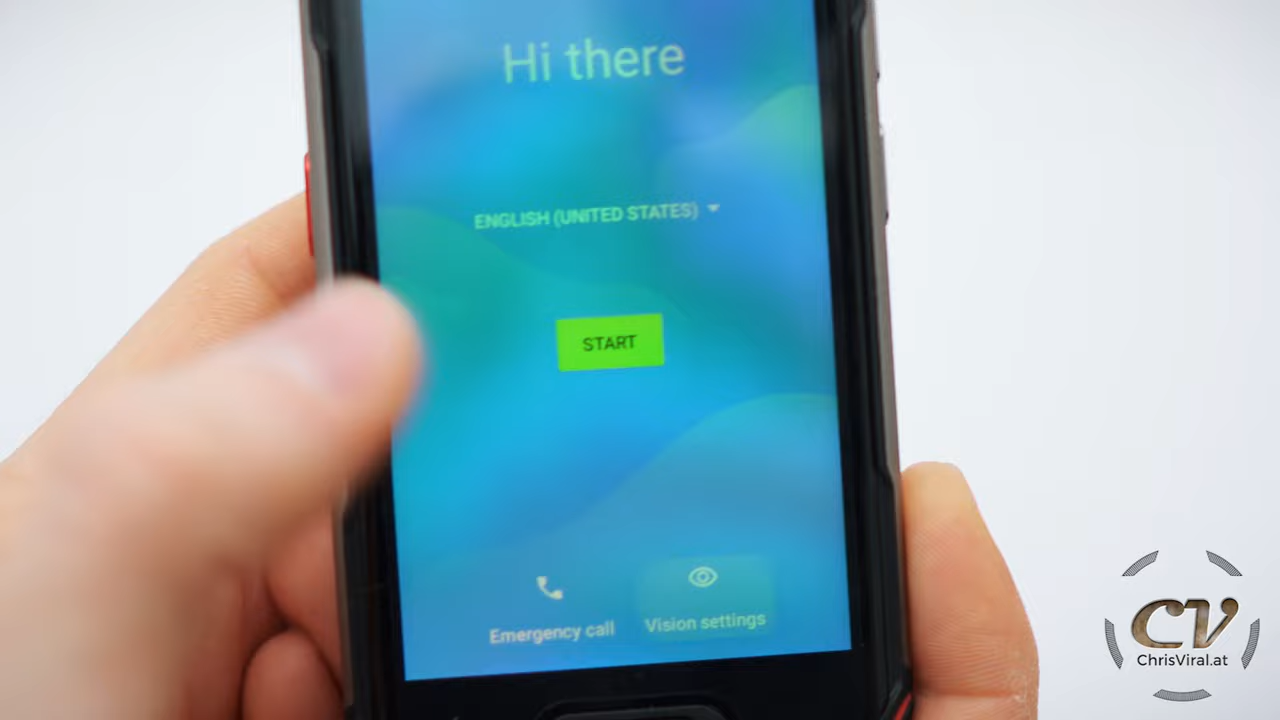 Hi there
ENGLISH (UNITED STATES)
START
Emergency call
Vision settings
CV
ChrisViral.at